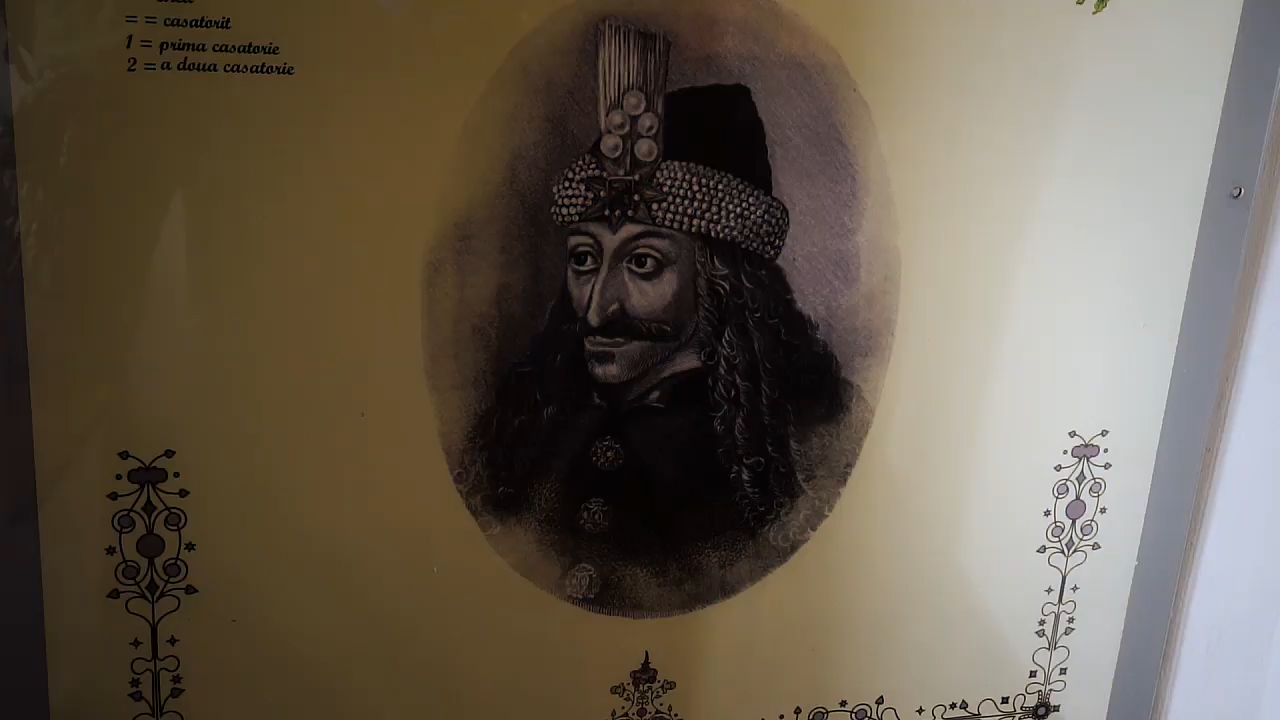 = = casatorit
1 = prima casatorie
2 = a doua casatorie